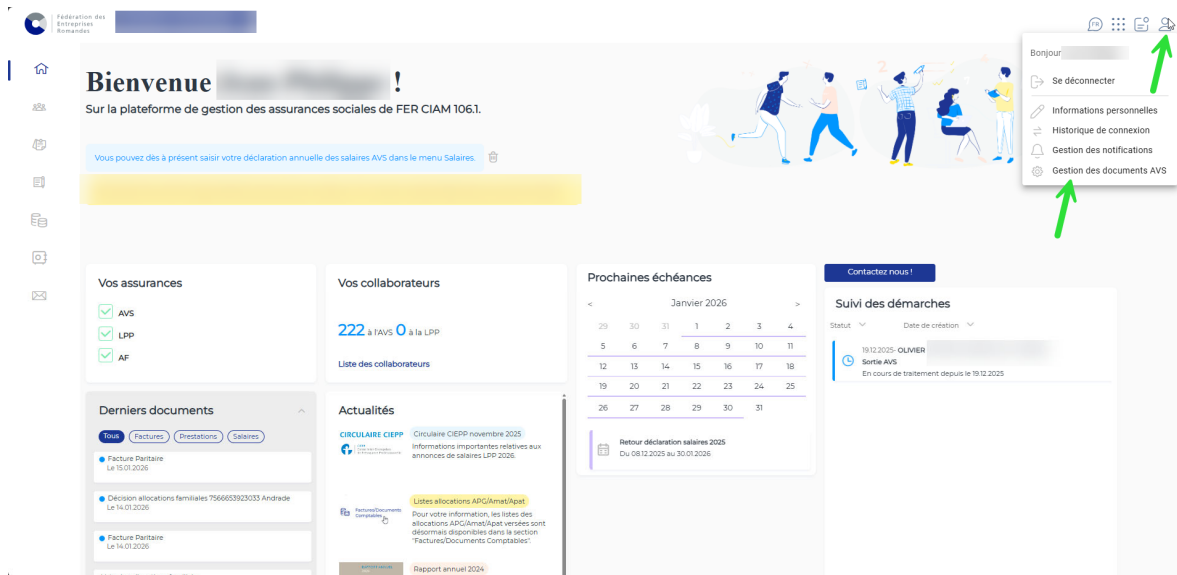 Fédération des
Entreprises
Romandes
FR
Bonjour
Se déconnecter
Informations personnelles
Historique de connexion
Gestion des notifications
Gestion des documents AVS
Bienvenue !
Sur la plateforme de gestion des assurances sociales de FER CIAM 106.1.
Vous pouvez dès à présent saisir votre déclaration annuelle des salaires AVS dans le menu Salaires.
Vos assurances
AVS
LPP
AF
Vos collaborateurs
222 à l'AVS 0 à la LPP
Liste des collaborateurs
Prochaines échéances
< Janvier 2026 >
29 30 31 1 2 3 4
5 6 7 8 9 10 11
12 13 14 15 16 17 18
19 20 21 22 23 24 25
26 27 28 29 30 31
Retour déclaration salaires 2025
Du 08.12.2025 au 30.01.2026
Contactez nous !
Suivi des démarches
Statut Date de création
19.12.2025- OLIVIER
Sortie AVS
En cours de traitement depuis le 19.12.2025
Derniers documents
Tous Factures Prestations Salaires
Facture Paritaire
Le 15.01.2026
Décision allocations familiales 7566653923033 Andrade
Le 14.01.2026
Facture Paritaire
Le 14.01.2026
Actualités
CIRCULAIRE CIEPP
Circulaire CIEPP novembre 2025
Informations importantes relatives aux
annonces de salaires LPP 2026.
Factures/Documents
Comptables
Listes allocations APG/Amat/Apat
Pour votre information, les listes des
allocations APG/Amat/Apat versées sont
désormais disponibles dans la section
"Factures/Documents Comptables".
Rapport annuel 2024